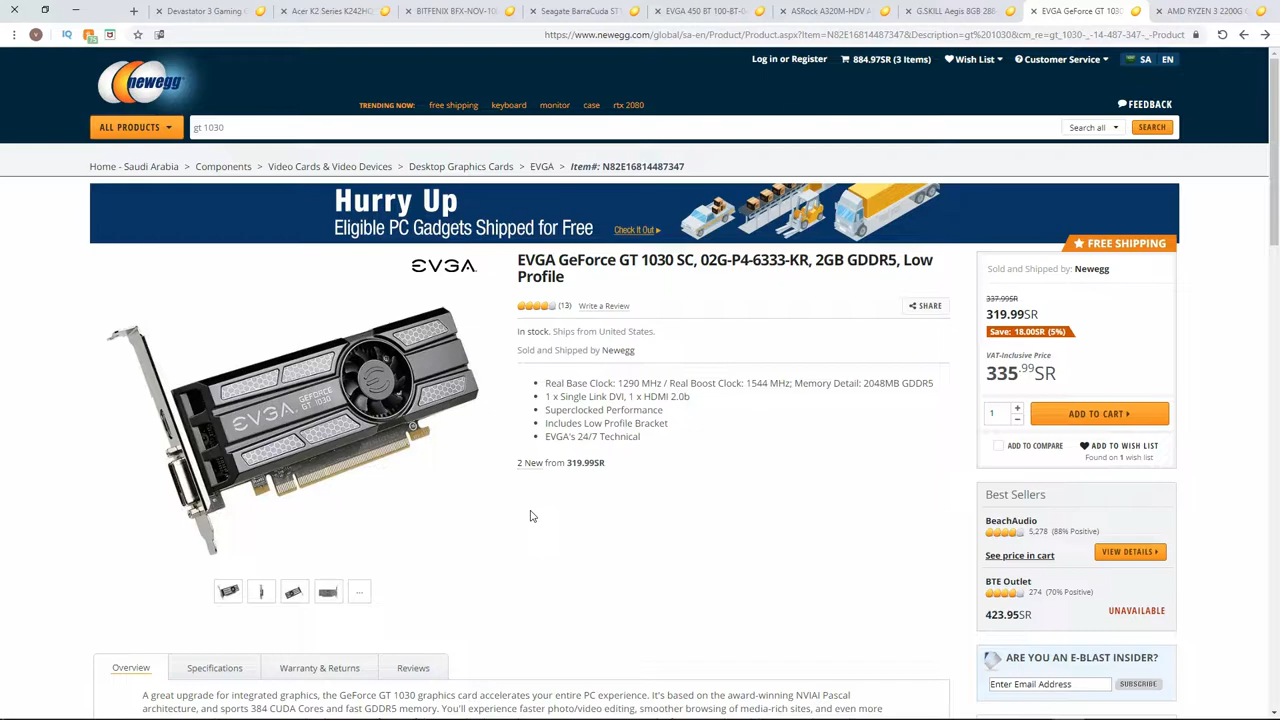 Devastator 3 Gaming C
Acer K2 Series K242HQ
BITFENIX BFX-NOV-10
Seagate BarraCuda ST
EVGA 450 BT 100-BT-0
ASRock A320M-HDV A
G.SKILL Aegis 8GB 288
EVGA GeForce GT 1030
AMD RYZEN 3 2200G
IQ
https://www.newegg.com/global/sa-en/Product/Product.aspx?Item=N82E16814487347&Description=gt%201030&cm_re=gt_1030-_-14-487-347-_-Product
newegg
Log in or Register
884.97SR (3 Items)
Wish List
Customer Service
SA
EN
TRENDING NOW: free shipping keyboard monitor case rtx 2080
FEEDBACK
ALL PRODUCTS
gt 1030
Search all
SEARCH
Home - Saudi Arabia > Components > Video Cards & Video Devices > Desktop Graphics Cards > EVGA > Item#: N82E16814487347
Hurry Up
Eligible PC Gadgets Shipped for Free
Check It Out
FREE SHIPPING
EVGA
EVGA GeForce GT 1030 SC, 02G-P4-6333-KR, 2GB GDDR5, Low
Profile
(13) Write a Review
SHARE
In stock. Ships from United States.
Sold and Shipped by Newegg
Real Base Clock: 1290 MHz / Real Boost Clock: 1544 MHz; Memory Detail: 2048MB GDDR5
1 x Single Link DVI, 1 x HDMI 2.0b
Superclocked Performance
Includes Low Profile Bracket
EVGA's 24/7 Technical
2 New from 319.99SR
EVGA
GEFORCE
GT 1030
...
Sold and Shipped by: Newegg
337.99SR
319.99SR
Save: 18.00SR (5%)
VAT-Inclusive Price
335.99SR
1
ADD TO CART
ADD TO COMPARE
ADD TO WISH LIST
Found on 1 wish list
Best Sellers
BeachAudio
5,278 (88% Positive)
See price in cart
VIEW DETAILS
BTE Outlet
274 (70% Positive)
423.95SR
UNAVAILABLE
ARE YOU AN E-BLAST INSIDER?
Enter Email Address
SUBSCRIBE
Overview
Specifications
Warranty & Returns
Reviews
A great upgrade for integrated graphics, the GeForce GT 1030 graphics card accelerates your entire PC experience. It's based on the award-winning NVIAI Pascal
architecture, and sports 384 CUDA Cores and fast GDDR5 memory. You'll experience faster photo/video editing, smoother browsing of media-rich sites, and even more